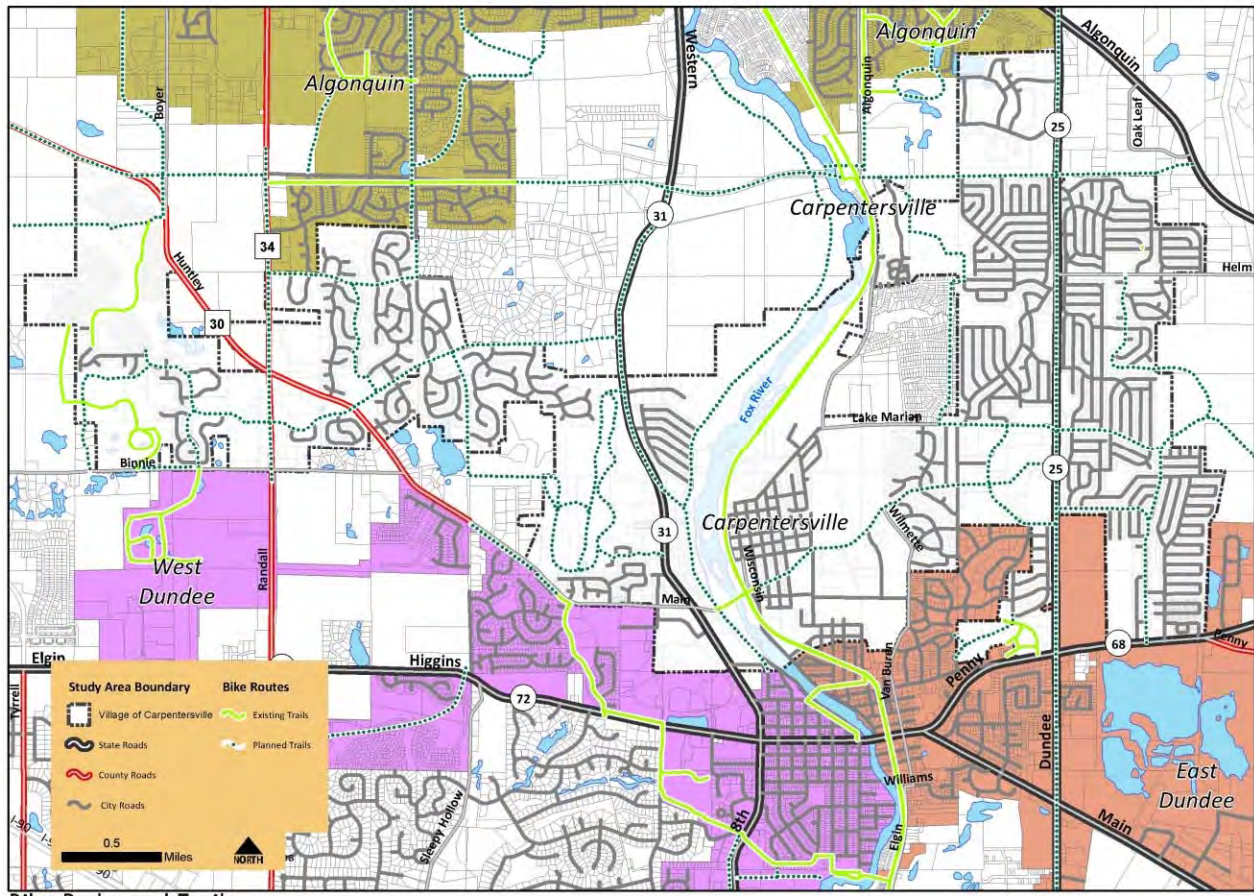 Algonquin
Algonquin
Western
Algonquin
Algonquin
Boyer
25
Oak Leaf
31
Carpentersville
34
Huntley
Helm
30
Fox River
Lake Marian
Binnie
25
31
Carpentersville
Wilmette
West
Dundee
Randall
Wisconsin
Main
Elgin
Higgins
Van Buren
Penny
68
Penny
Tyrrell
72
Dundee
Williams
East
Dundee
Main
8th
Elgin
Sleepy Hollow
Study Area Boundary
Bike Routes
Village of Carpentersville
Existing Trails
State Roads
Planned Trails
County Roads
City Roads
0.5
Miles
NORTH
I-90
90